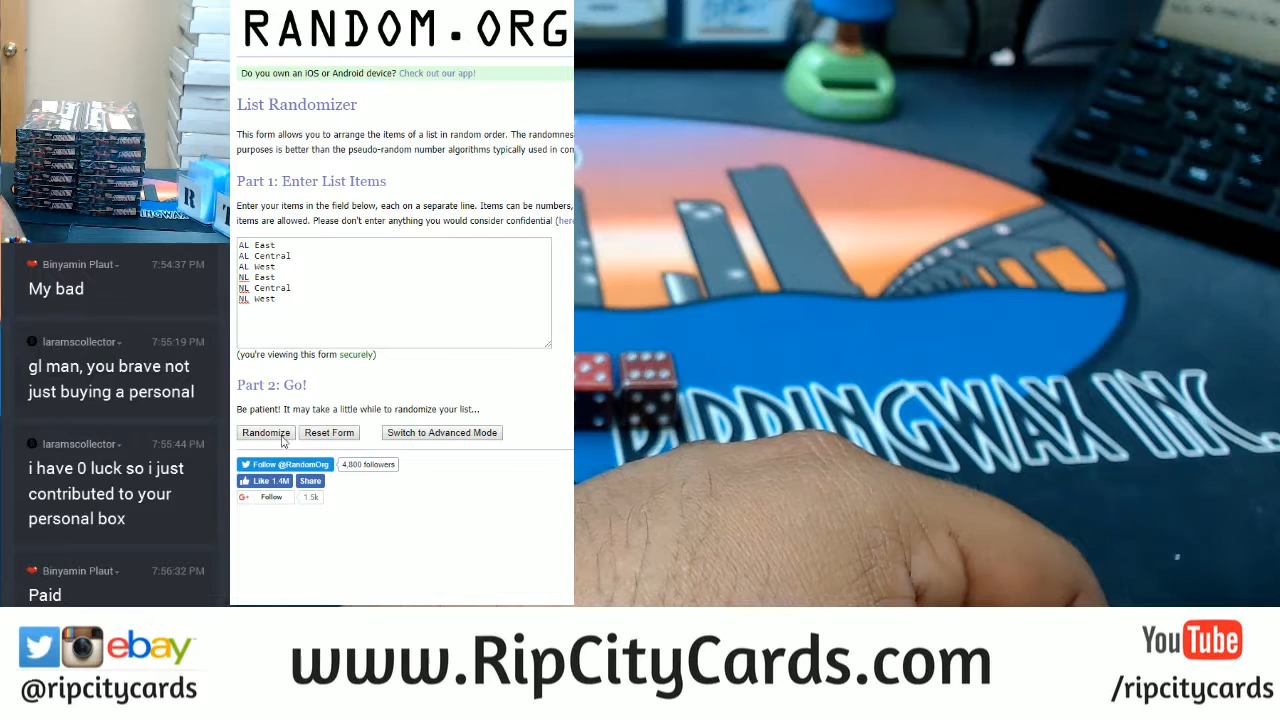 RANDOM.ORG
Do you own an iOS or Android device? Check out our app!
List Randomizer
This form allows you to arrange the items of a list in random order. The randomnes
purposes is better than the pseudo-random number algorithms typically used in con
Part 1: Enter List Items
Enter your items in the field below, each on a separate line. Items can be numbers,
items are allowed. Please don't enter anything you would consider confidential (here
AL East
AL Central
AL West
NL East
NL Central
NL West
(you're viewing this form securely)
Part 2: Go!
Be patient! It may take a little while to randomize your list...
Randomize
Reset Form
Switch to Advanced Mode
Follow @RandomOrg
4,800 followers
Like 1.4M
Share
G+ Follow
1.5k
Binyamin Plaut
7:54:37 PM
My bad
laramscollector
7:55:19 PM
gl man, you brave not
just buying a personal
laramscollector
7:55:44 PM
i have 0 luck so i just
contributed to your
personal box
Binyamin Plaut
7:56:32 PM
Paid
RIPPINGWAX INC.
ebay
@ripcitycards
www.RipCityCards.com
YouTube
/ripcitycards